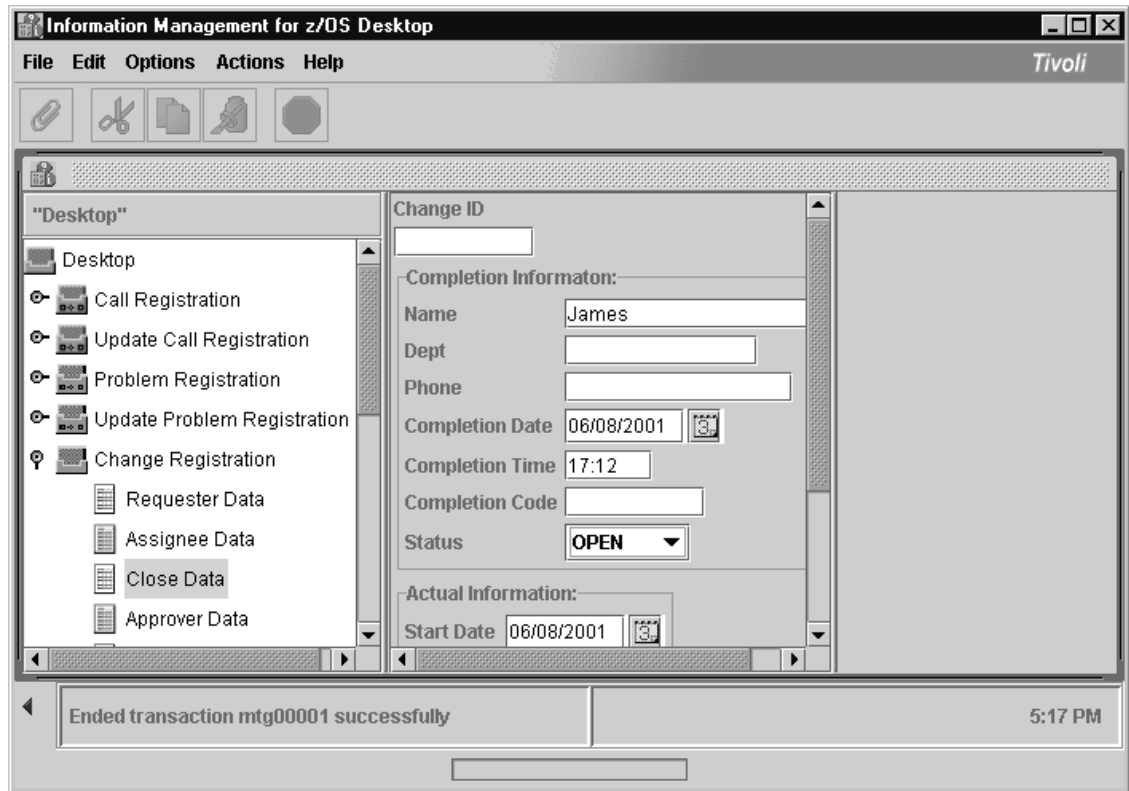 Information Management for z/OS Desktop
File Edit Options Actions Help
Tivoli
"Desktop"
Desktop
Call Registration
Update Call Registration
Problem Registration
Update Problem Registration
Change Registration
Requester Data
Assignee Data
Close Data
Approver Data
Change ID
Completion Informaton:
Name James
Dept
Phone
Completion Date 06/08/2001 3
Completion Time 17:12
Completion Code
Status OPEN
Actual Information:
Start Date 06/08/2001 3
Ended transaction mtg00001 successfully
5:17 PM